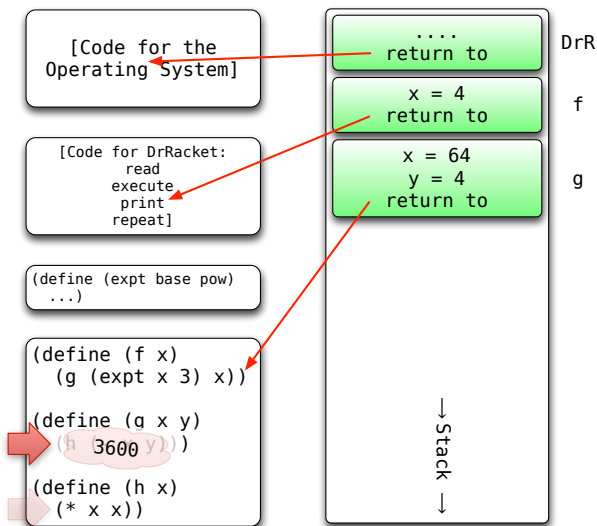 [Code for the
Operating System]
[Code for DrRacket:
read
execute
print
repeat]
(define (expt base pow)
...)
(define (f x)
(g (expt x 3) x))
(define (g x y)
(h y)))
3600
(define (h x)
(* x x))
....
return to
DrR
x = 4
return to
f
x = 64
y = 4
return to
g
→Stack →